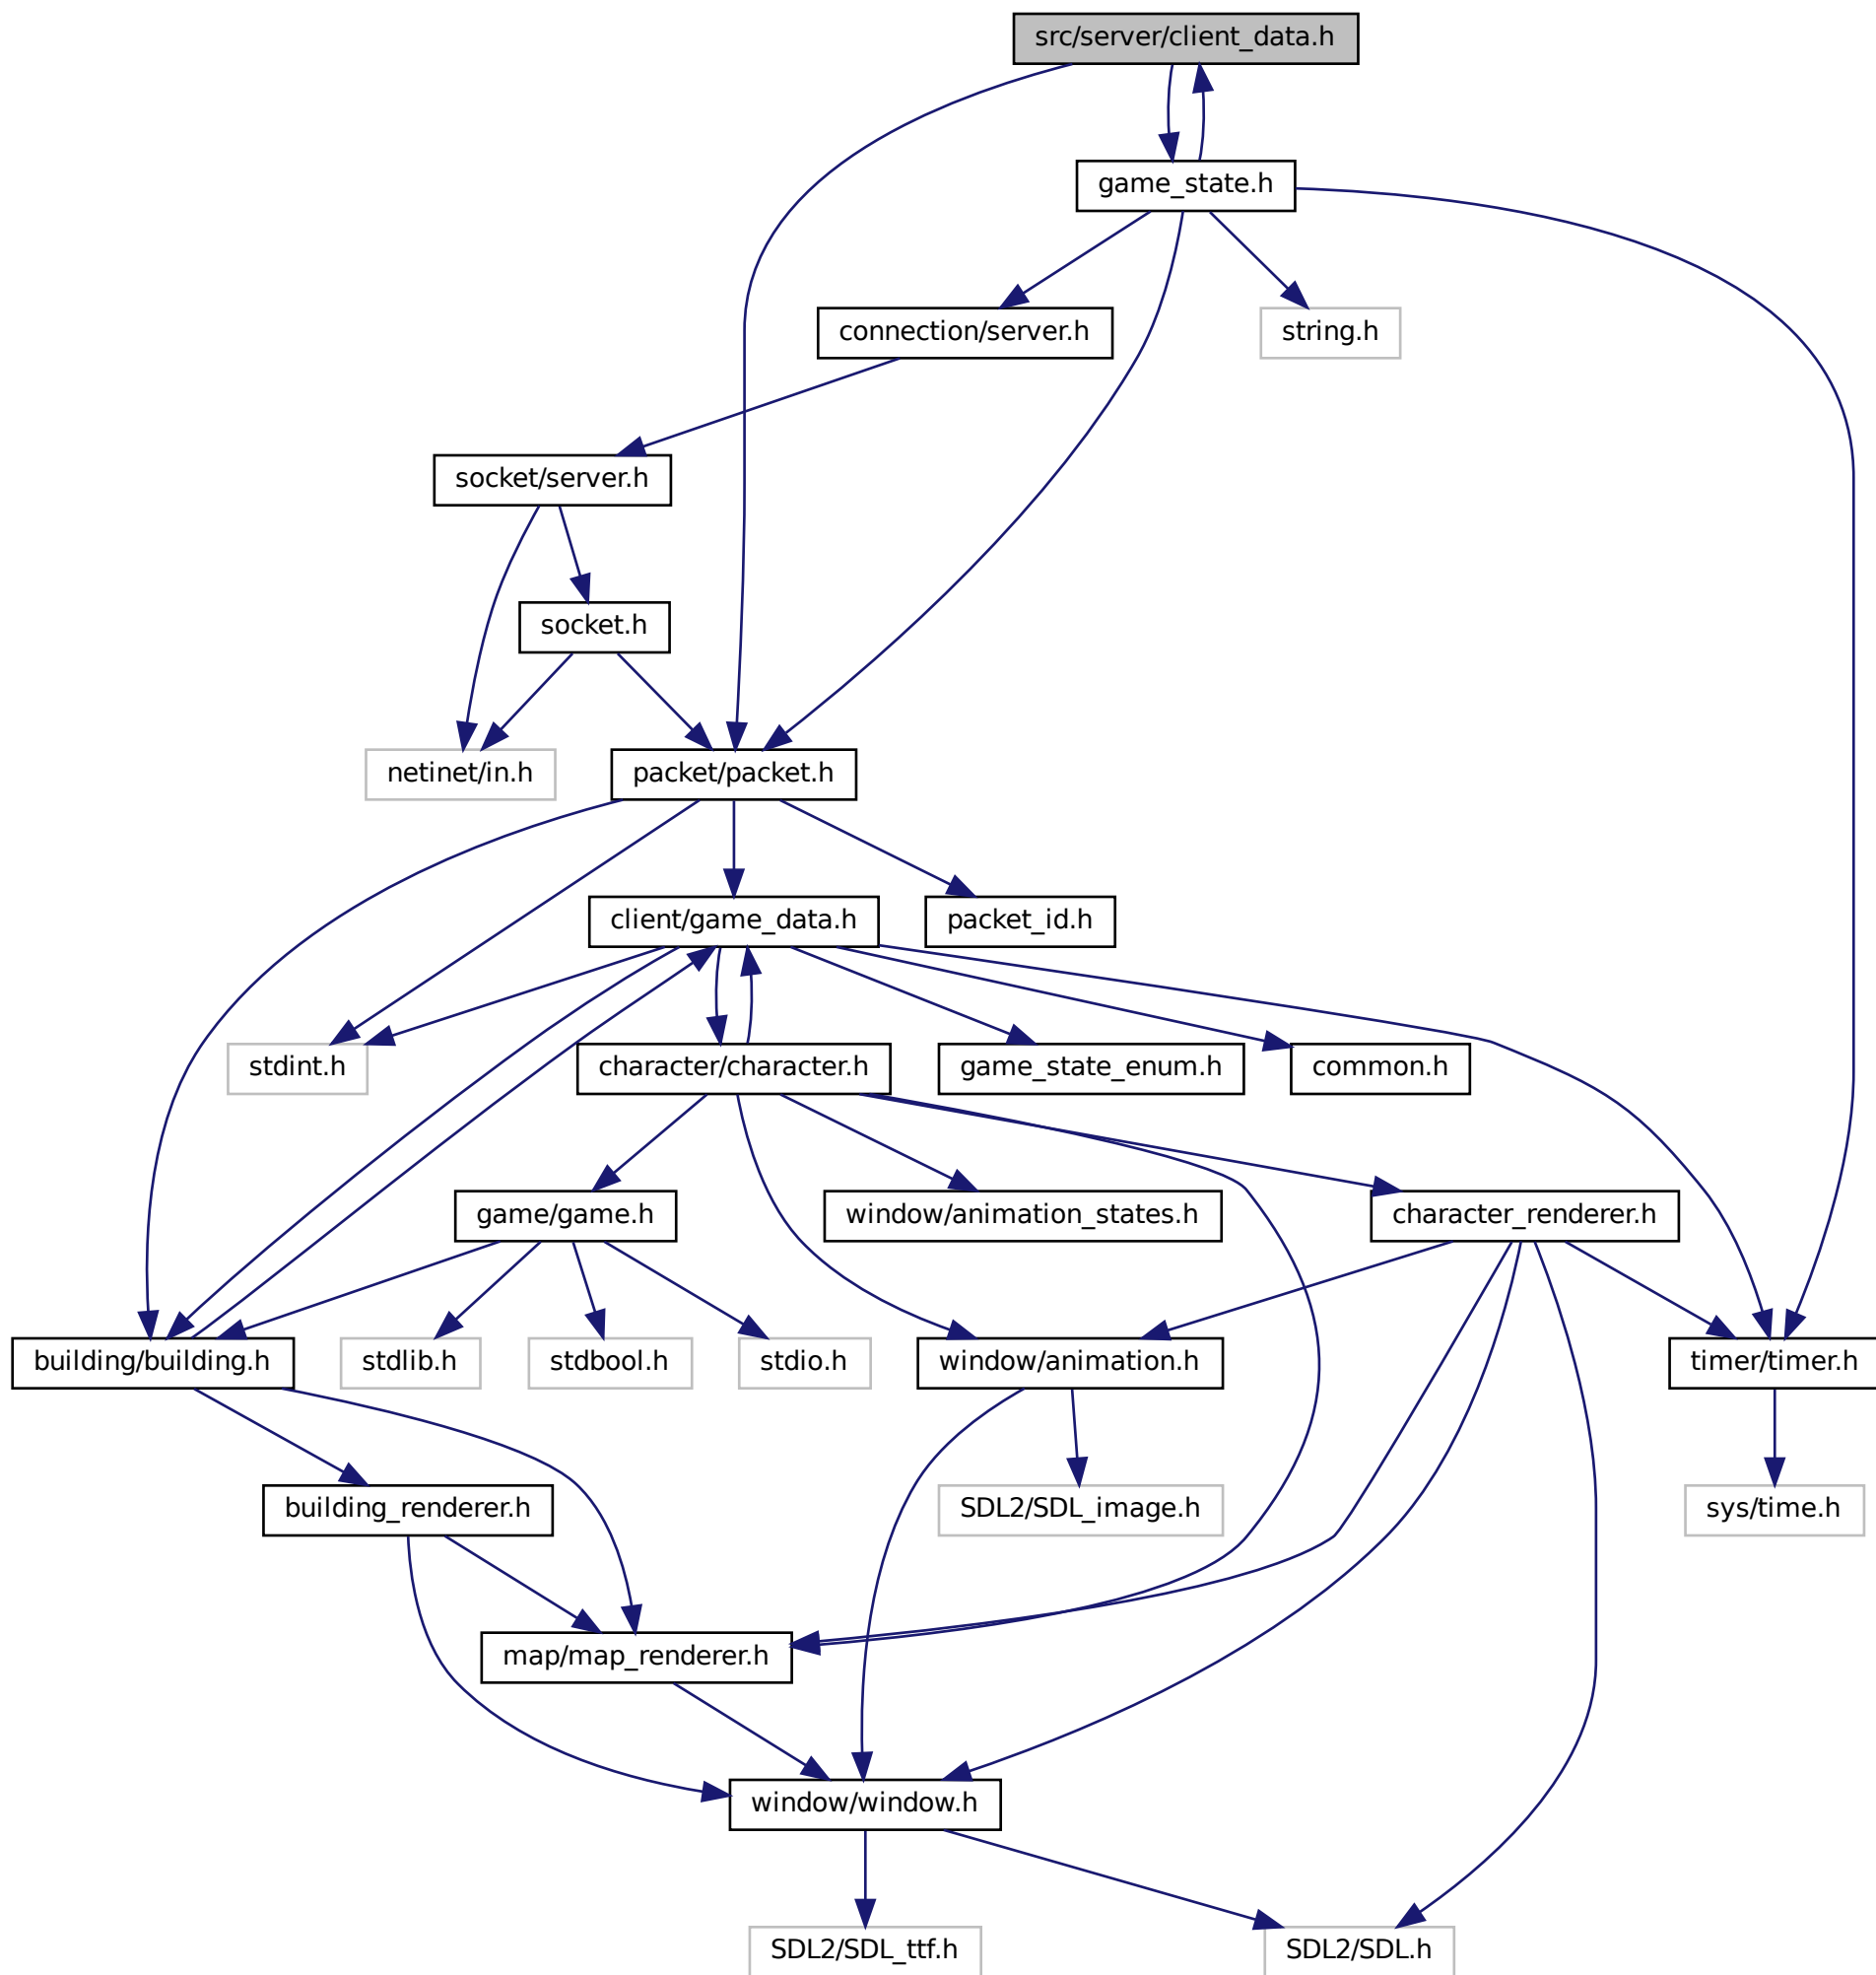 src/server/client_data.h
game_state.h
connection/server.h
string.h
socket/server.h
socket.h
netinet/in.h
packet/packet.h
client/game_data.h
packet_id.h
stdint.h
character/character.h
game_state_enum.h
common.h
game/game.h
window/animation_states.h
character_renderer.h
building/building.h
stdlib.h
stdbool.h
stdio.h
window/animation.h
timer/timer.h
building_renderer.h
SDL2/SDL_image.h
sys/time.h
map/map_renderer.h
window/window.h
SDL2/SDL_ttf.h
SDL2/SDL.h